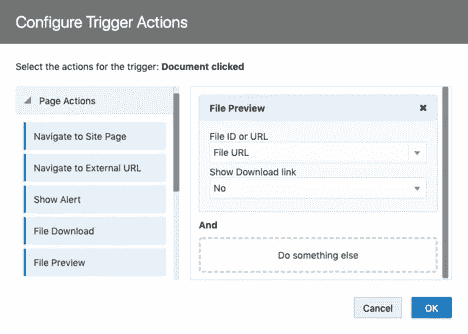 Configure Trigger Actions
Select the actions for the trigger: Document clicked
Page Actions
Navigate to Site Page
Navigate to External URL
Show Alert
File Download
File Preview
File Preview
File ID or URL
File URL
Show Download link
No
And
Do something else
Cancel
OK